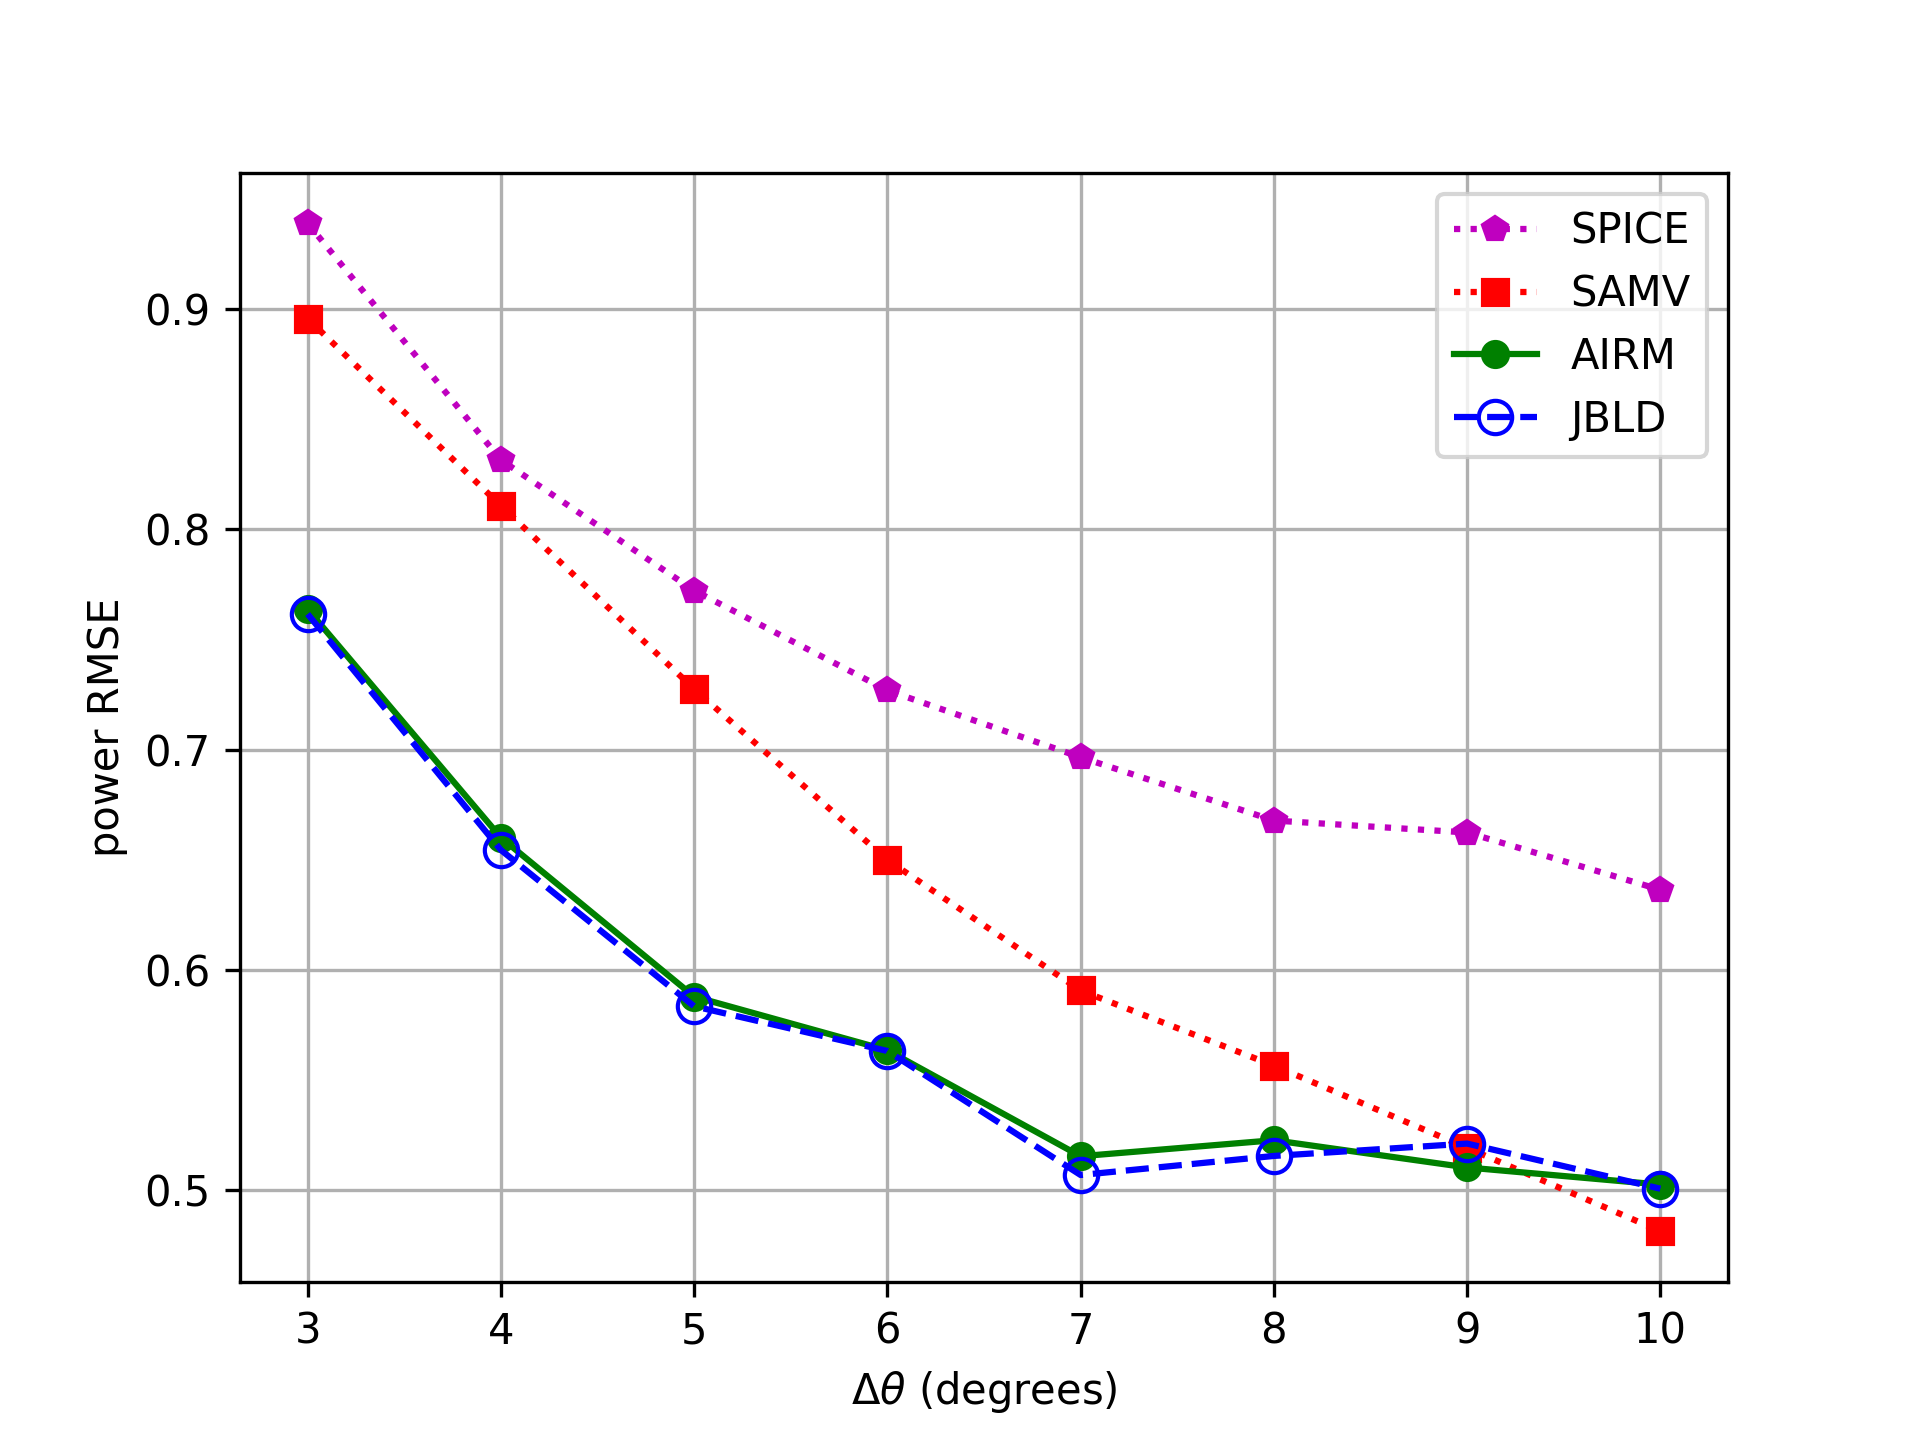 SPICE
SAMV
AIRM
JBLD
0.9
0.8
0.7
0.6
0.5
power RMSE
3 4 5 6 7 8 9 10
Δθ (degrees)